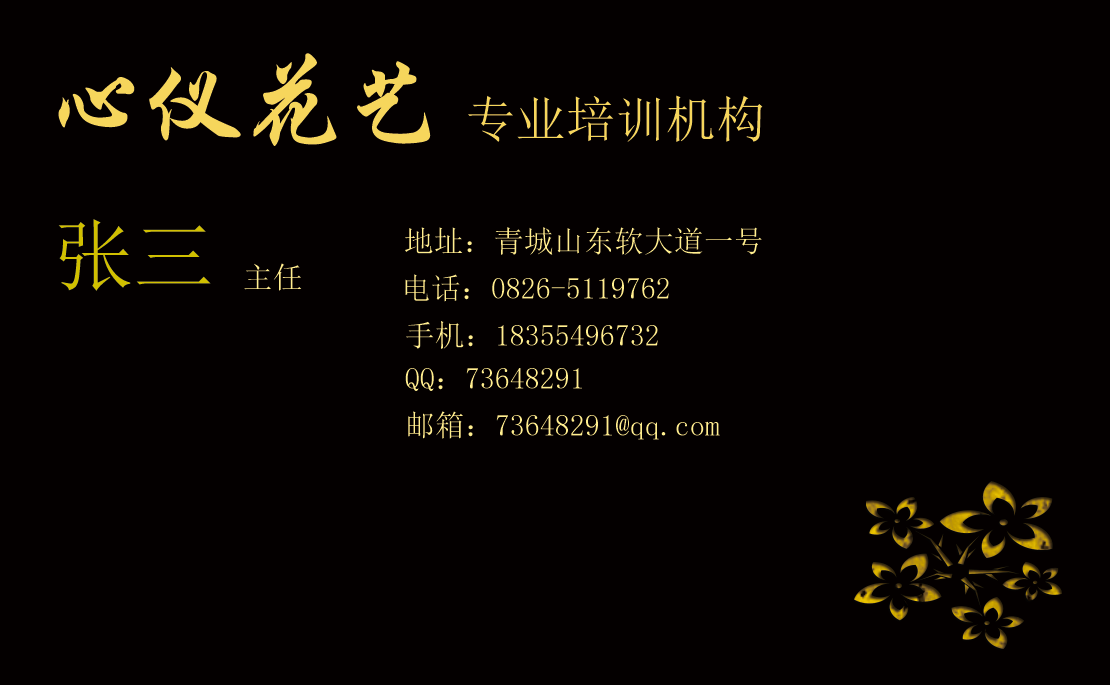 心仪花艺 专业培训机构
张三 主任
地址：青城山东软大道一号
电话：0826-5119762
手机：18355496732
QQ：73648291
邮箱：73648291@qq.com